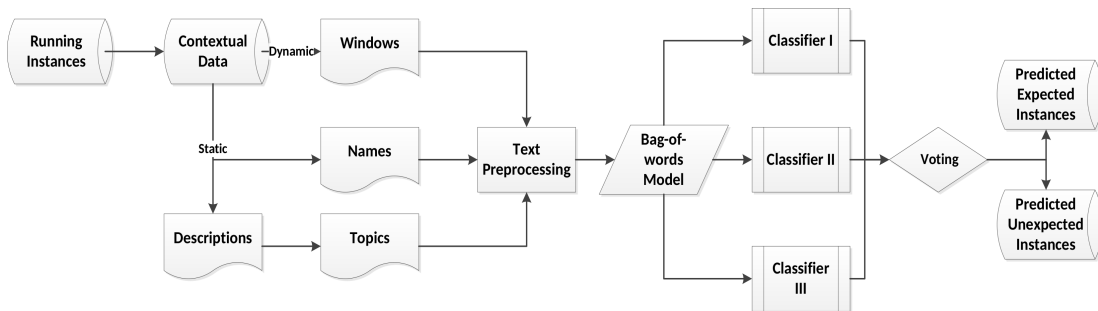 Running
Instances
Contextual
Data
Dynamic
Windows
Static
Names
Descriptions
Topics
Text
Preprocessing
Bag-of-
words
Model
Classifier I
Classifier II
Classifier
III
Voting
Predicted
Expected
Instances
Predicted
Unexpected
Instances